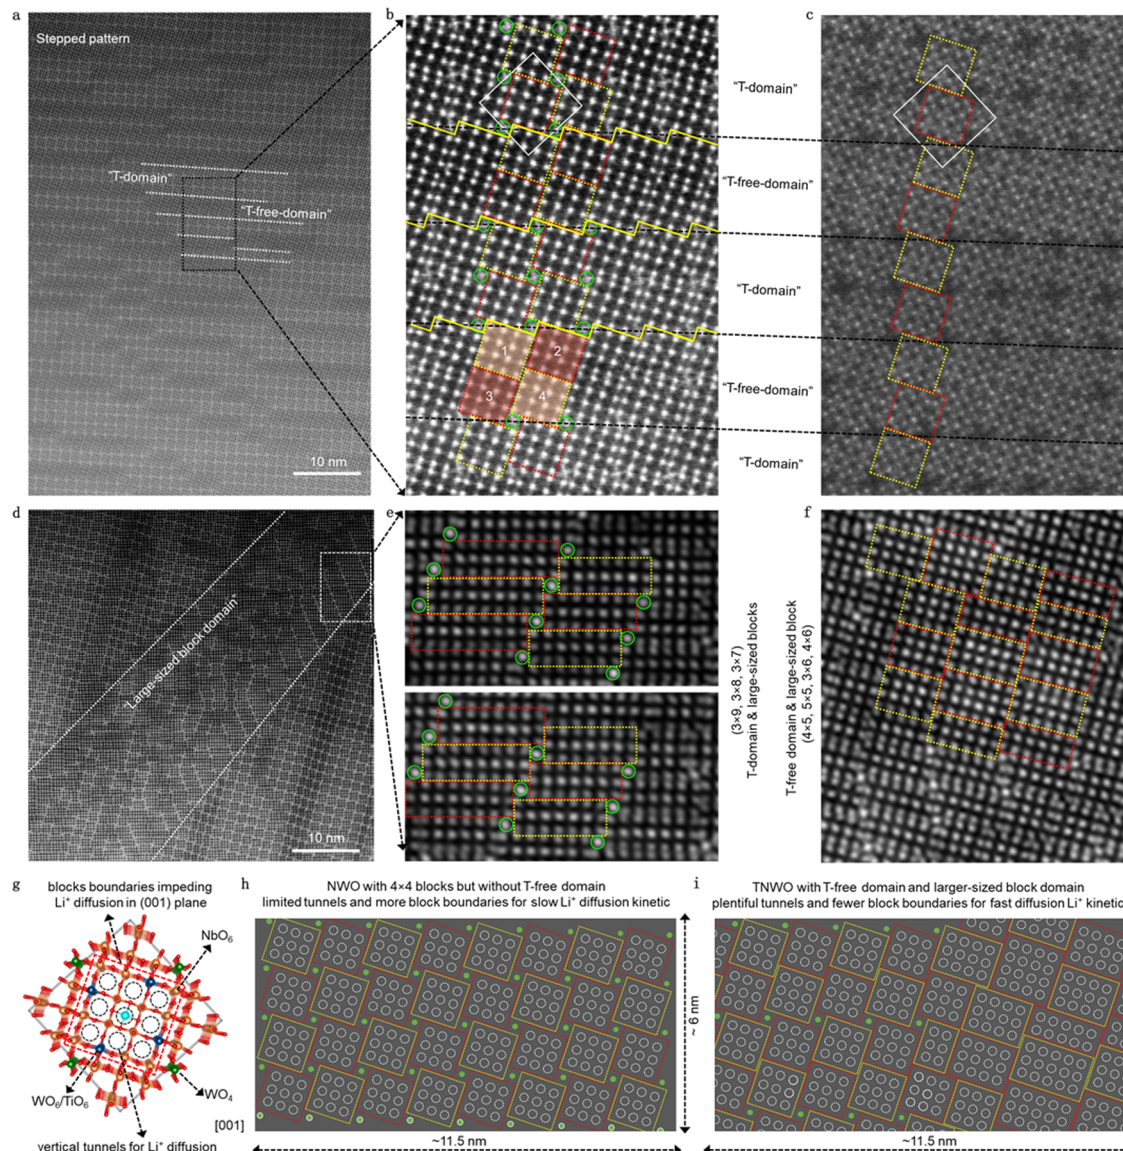 a
Stepped pattern
"T-domain"
"T-free-domain"
10 nm
b
1
2
3
4
"T-domain"
"T-free-domain"
"T-domain"
"T-free-domain"
"T-domain"
c
d
Large-sized block domain"
10 nm
e
T-domain & large-sized blocks
(3×9, 3×8, 3×7)
T-free domain & large-sized block
(4×5, 5×5, 3×6, 4×6)
f
g
blocks boundaries impeding
Li⁺ diffusion in (001) plane
NbO₆
WO₆/TiO₆
WO₄
[001]
vertical tunnels for Li⁺ diffusion
h
NWO with 4×4 blocks but without T-free domain
limited tunnels and more block boundaries for slow Li⁺ diffusion kinetic
~ 6 nm
~11.5 nm
i
TNWO with T-free domain and larger-sized block domain
plentiful tunnels and fewer block boundaries for fast diffusion Li⁺ kinetic
~11.5 nm